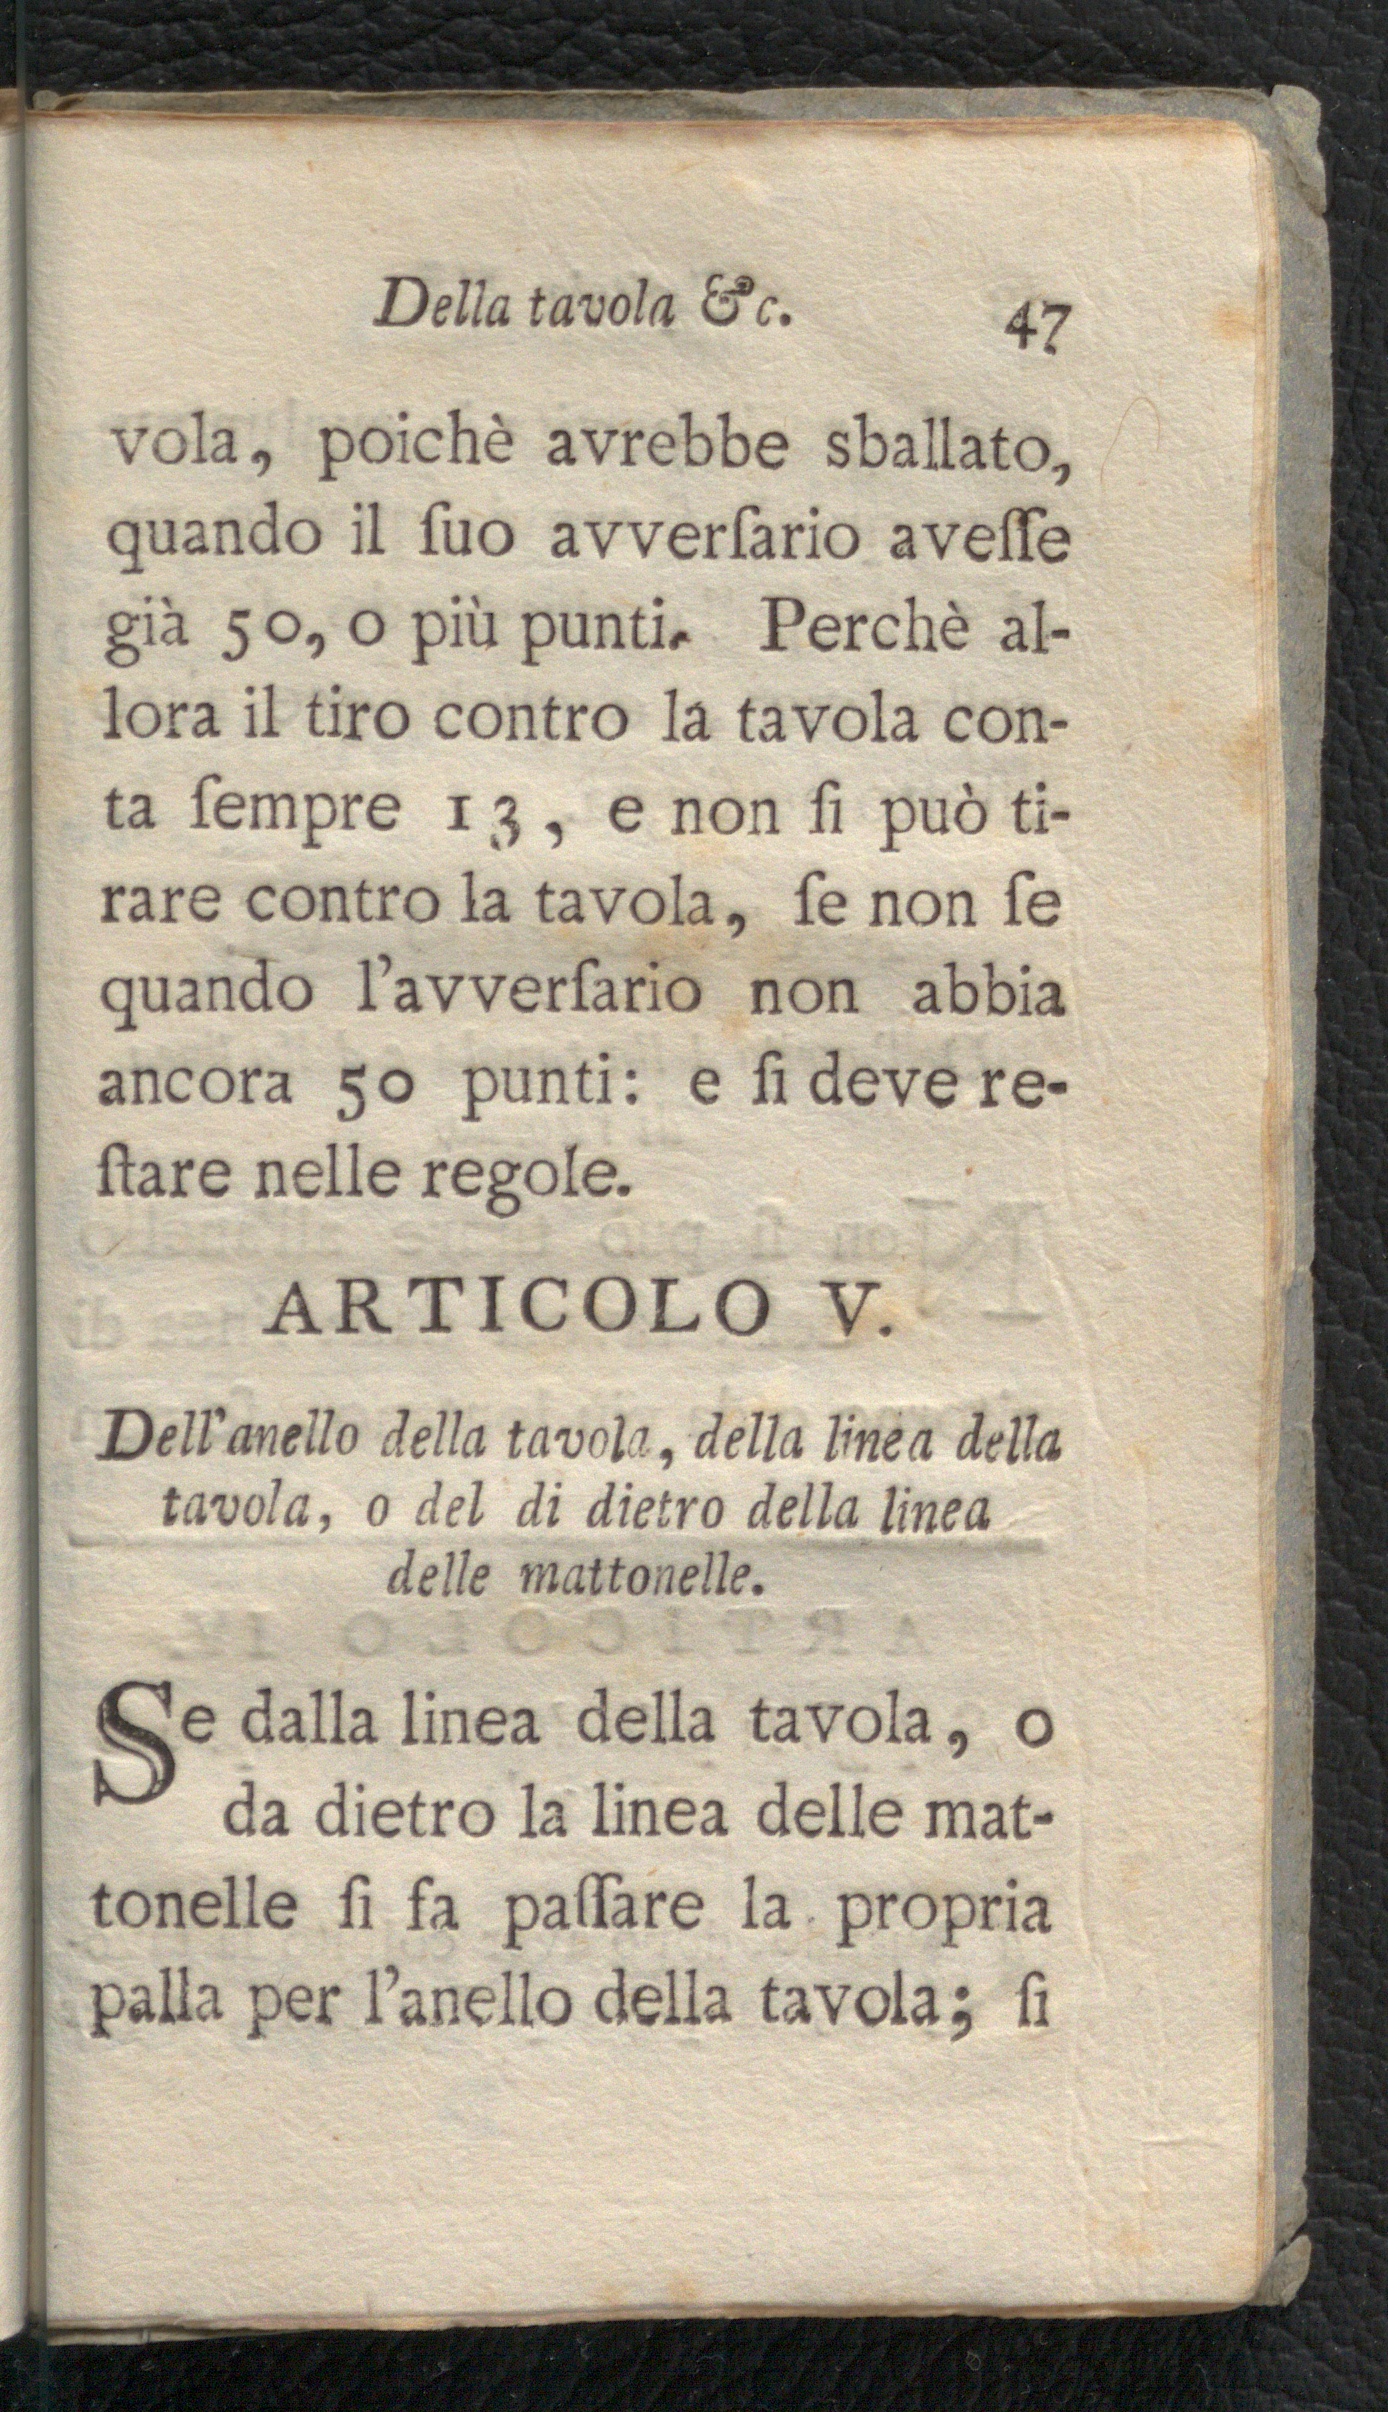 Della tavola &c. 47
vola, poichè avrebbe sballato,
quando il ſuo avverſario aveſſe
già 50, o più punti. Perchè al-
lora il tiro contro la tavola con-
ta ſempre 13, e non ſi può ti-
rare contro la tavola, ſe non ſe
quando l'avverſario non abbia
ancora 50 punti: e ſi deve re-
ſtare nelle regole.
ARTICOLO V.
Dell'anello della tavola, della linea della
tavola, o del di dietro della linea
delle mattonelle.
Se dalla linea della tavola, o
da dietro la linea delle mat-
tonelle ſi fa paſſare la propria
palla per l'anello della tavola; ſi